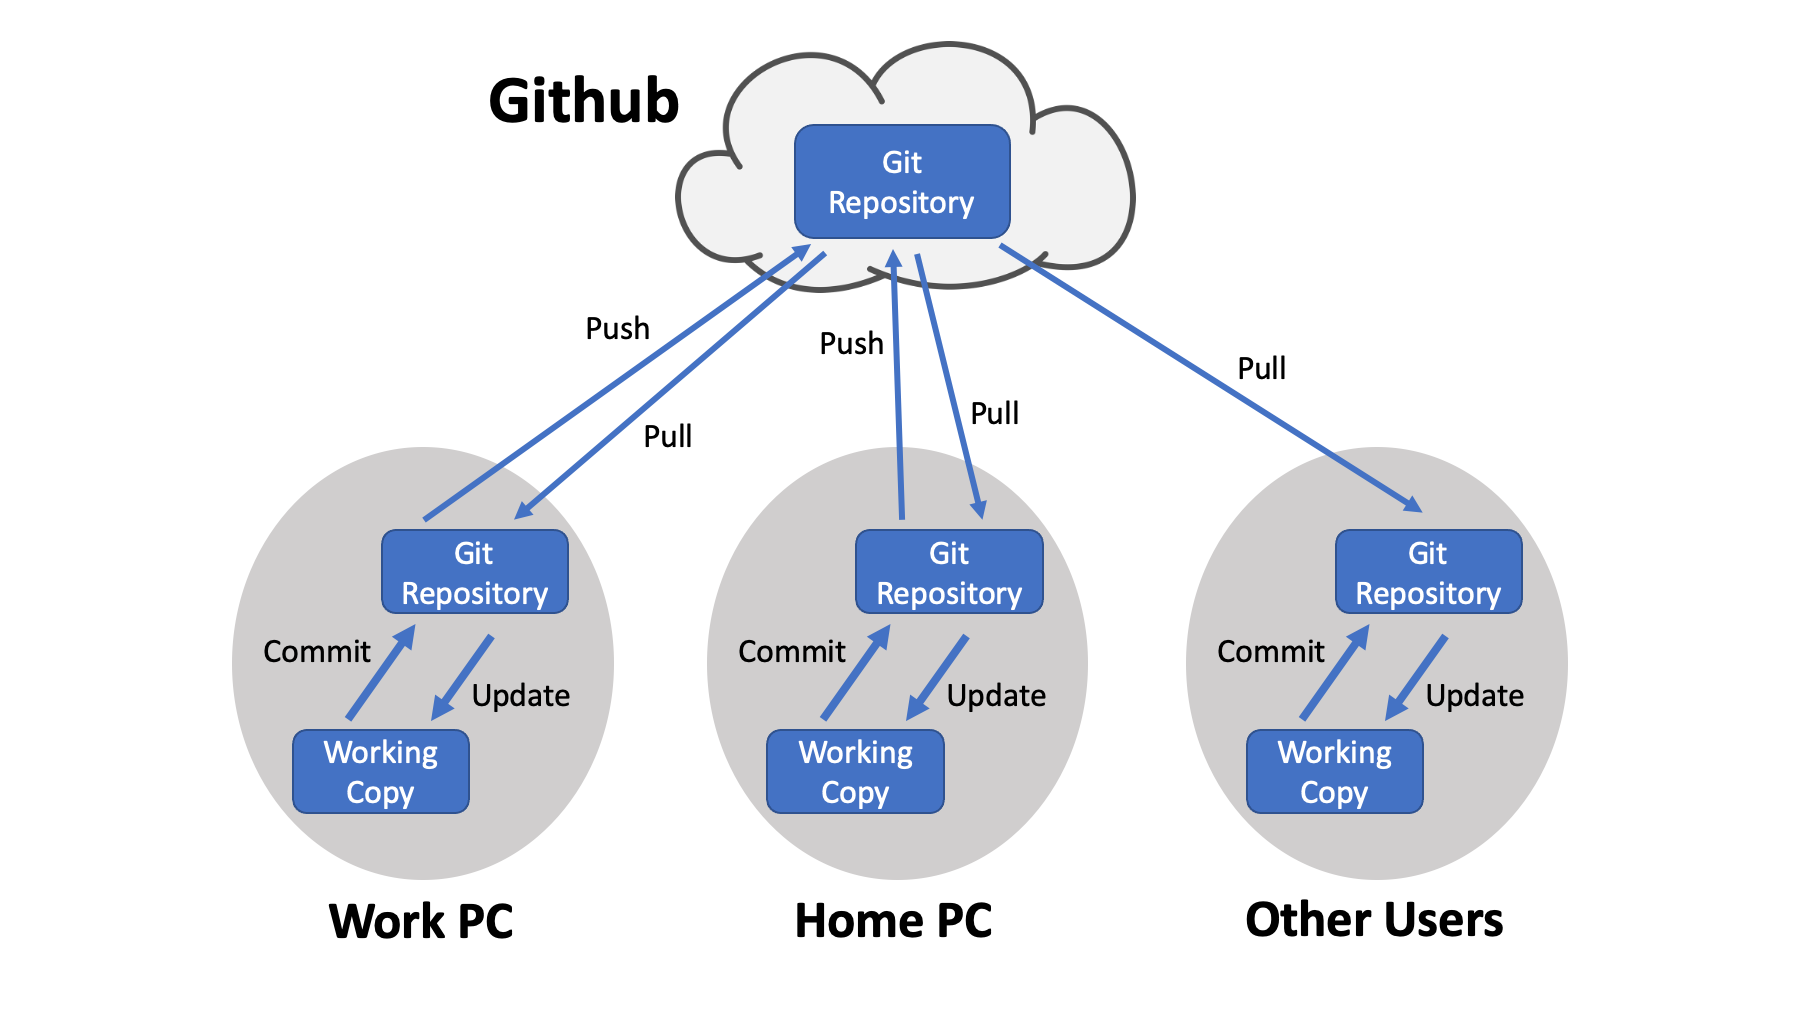 Github
Git
Repository
Push
Push
Pull
Pull
Pull
Git
Repository
Commit
Update
Working
Copy
Work PC
Git
Repository
Commit
Update
Working
Copy
Home PC
Git
Repository
Commit
Update
Working
Copy
Other Users